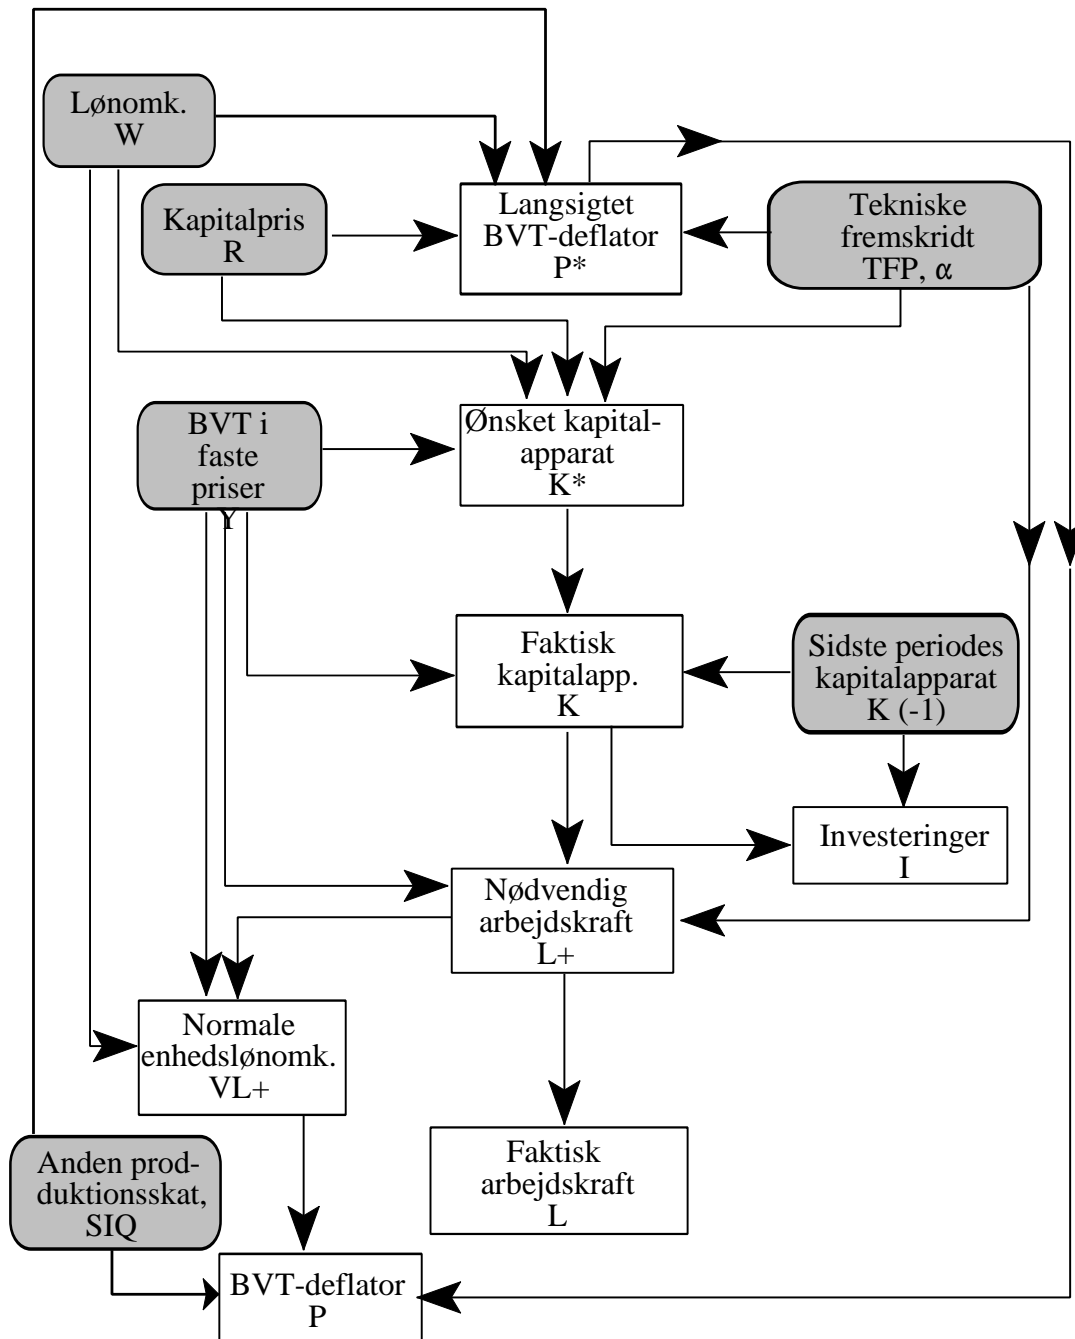 Lønomk.
W
Kapitalpris
R
Langsigtet
BVT-deflator
P*
Tekniske
fremskridt
TFP, α
BVT i
faste
priser
Y
Ønsket kapital-
apparat
K*
Faktisk
kapitalapp.
K
Sidste periodes
kapitalapparat
K (-1)
Investeringer
I
Nødvendig
arbejdskraft
L+
Normale
enhedslønomk.
VL+
Faktisk
arbejdskraft
L
Anden prod-
duktionsskat,
SIQ
BVT-deflator
P